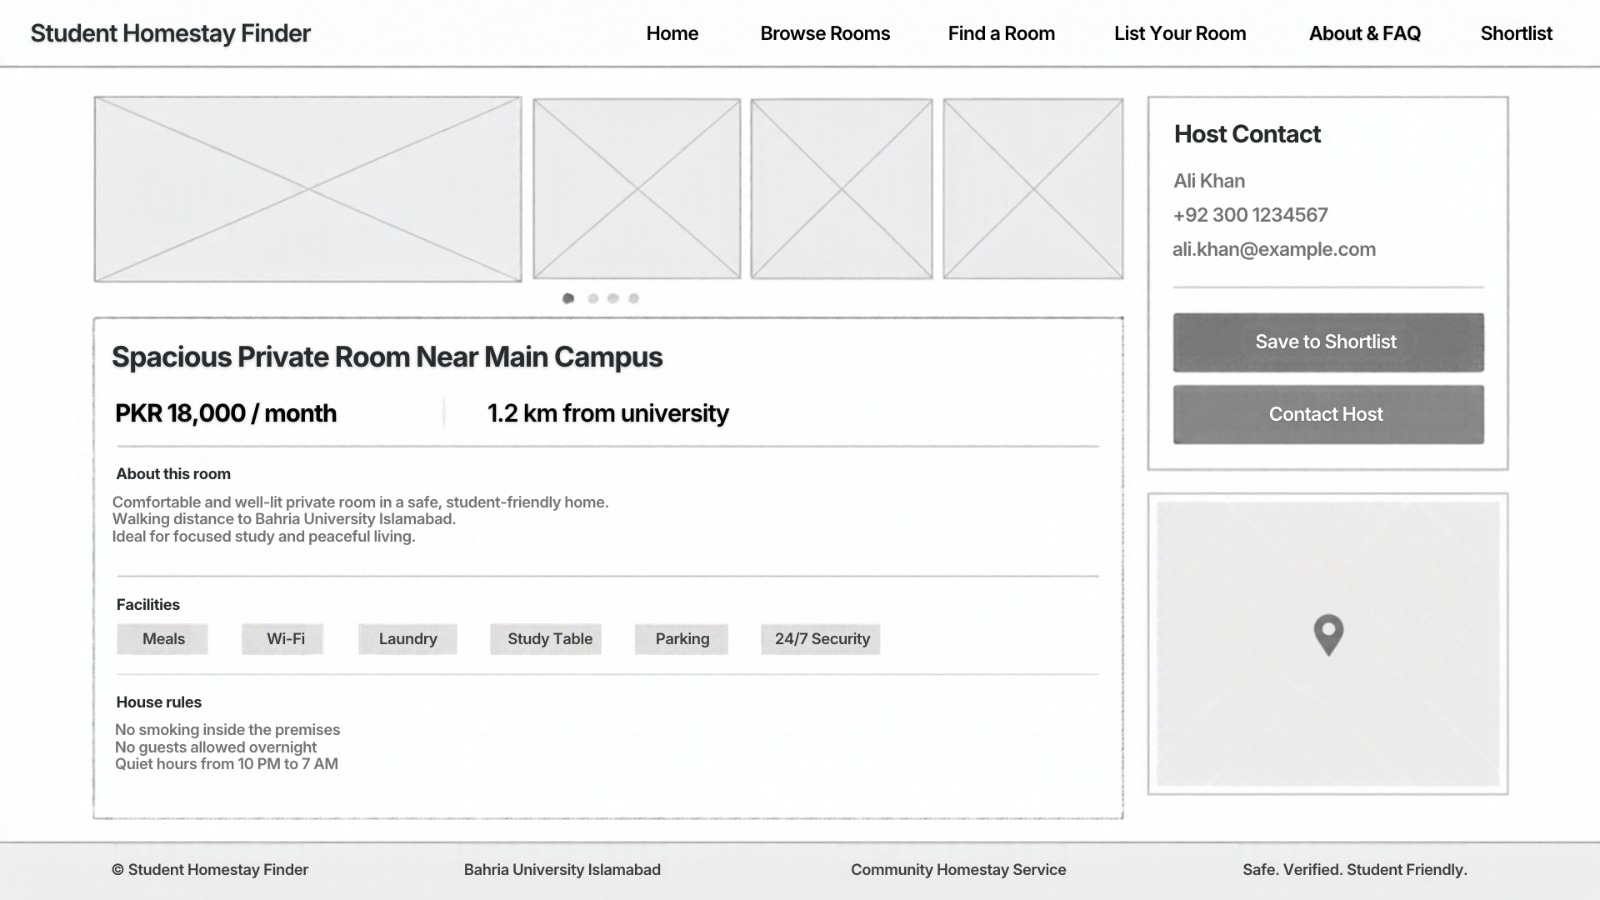 Student Homestay Finder
Home
Browse Rooms
Find a Room
List Your Room
About & FAQ
Shortlist
Host Contact
Ali Khan
+92 300 1234567
ali.khan@example.com
Save to Shortlist
Contact Host
Spacious Private Room Near Main Campus
PKR 18,000 / month
1.2 km from university
About this room
Comfortable and well-lit private room in a safe, student-friendly home.
Walking distance to Bahria University Islamabad.
Ideal for focused study and peaceful living.
Facilities
Meals
Wi-Fi
Laundry
Study Table
Parking
24/7 Security
House rules
No smoking inside the premises
No guests allowed overnight
Quiet hours from 10 PM to 7 AM
© Student Homestay Finder
Bahria University Islamabad
Community Homestay Service
Safe. Verified. Student Friendly.